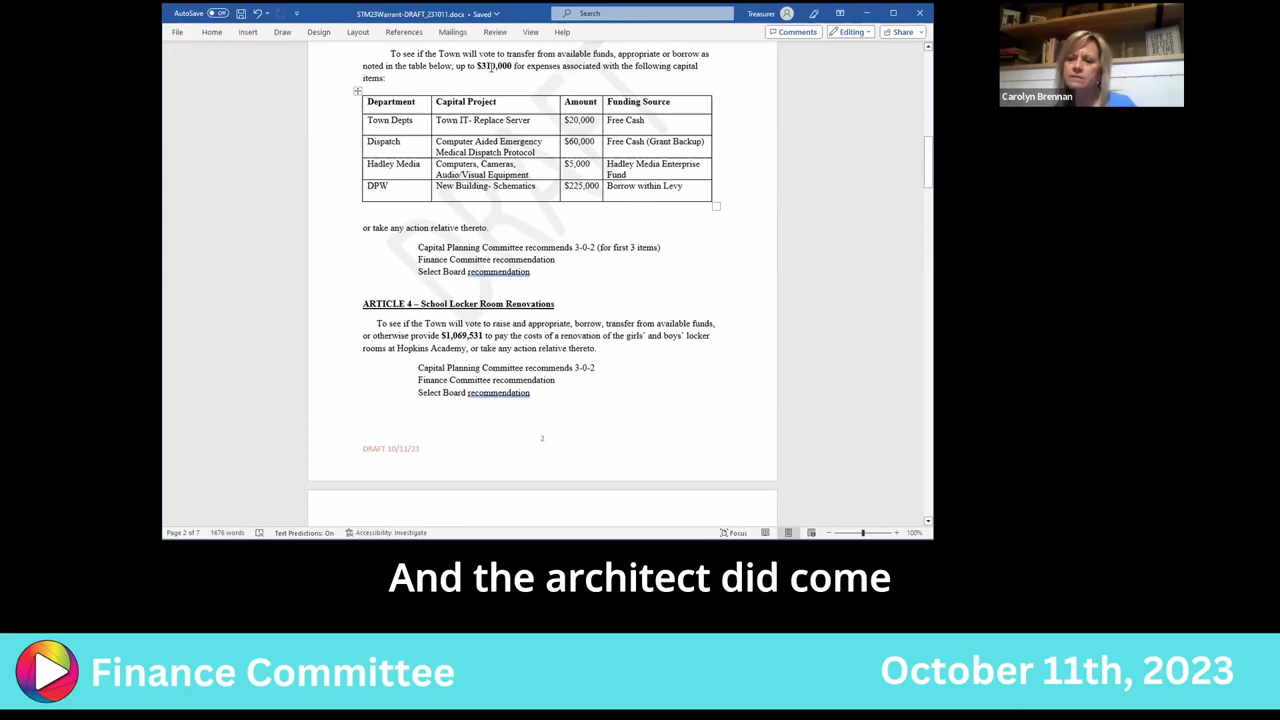 AutoSave Off
STM23Warrant-DRAFT_231011.docx • Saved
Search
Treasurer
File Home Insert Draw Design Layout References Mailings Review View Help
Comments Editing Share
To see if the Town will vote to transfer from available funds, appropriate or borrow as
noted in the table below, up to $310,000 for expenses associated with the following capital
items:
Department Capital Project Amount Funding Source
Town Depts Town IT- Replace Server $20,000 Free Cash
Dispatch Computer Aided Emergency $60,000 Free Cash (Grant Backup)
Medical Dispatch Protocol
Hadley Media Computers, Cameras, $5,000 Hadley Media Enterprise
Audio/Visual Equipment Fund
DPW New Building- Schematics $225,000 Borrow within Levy
DRAFT
or take any action relative thereto.
Capital Planning Committee recommends 3-0-2 (for first 3 items)
Finance Committee recommendation
Select Board recommendation
ARTICLE 4 – School Locker Room Renovations
To see if the Town will vote to raise and appropriate, borrow, transfer from available funds,
or otherwise provide $1,069,531 to pay the costs of a renovation of the girls’ and boys’ locker
rooms at Hopkins Academy, or take any action relative thereto.
Capital Planning Committee recommends 3-0-2
Finance Committee recommendation
Select Board recommendation
2
DRAFT 10/11/23
Page 2 of 7 1676 words Text Predictions: On Accessibility: Investigate Focus 100%
Carolyn Brennan
And the architect did come
Finance Committee
October 11th, 2023